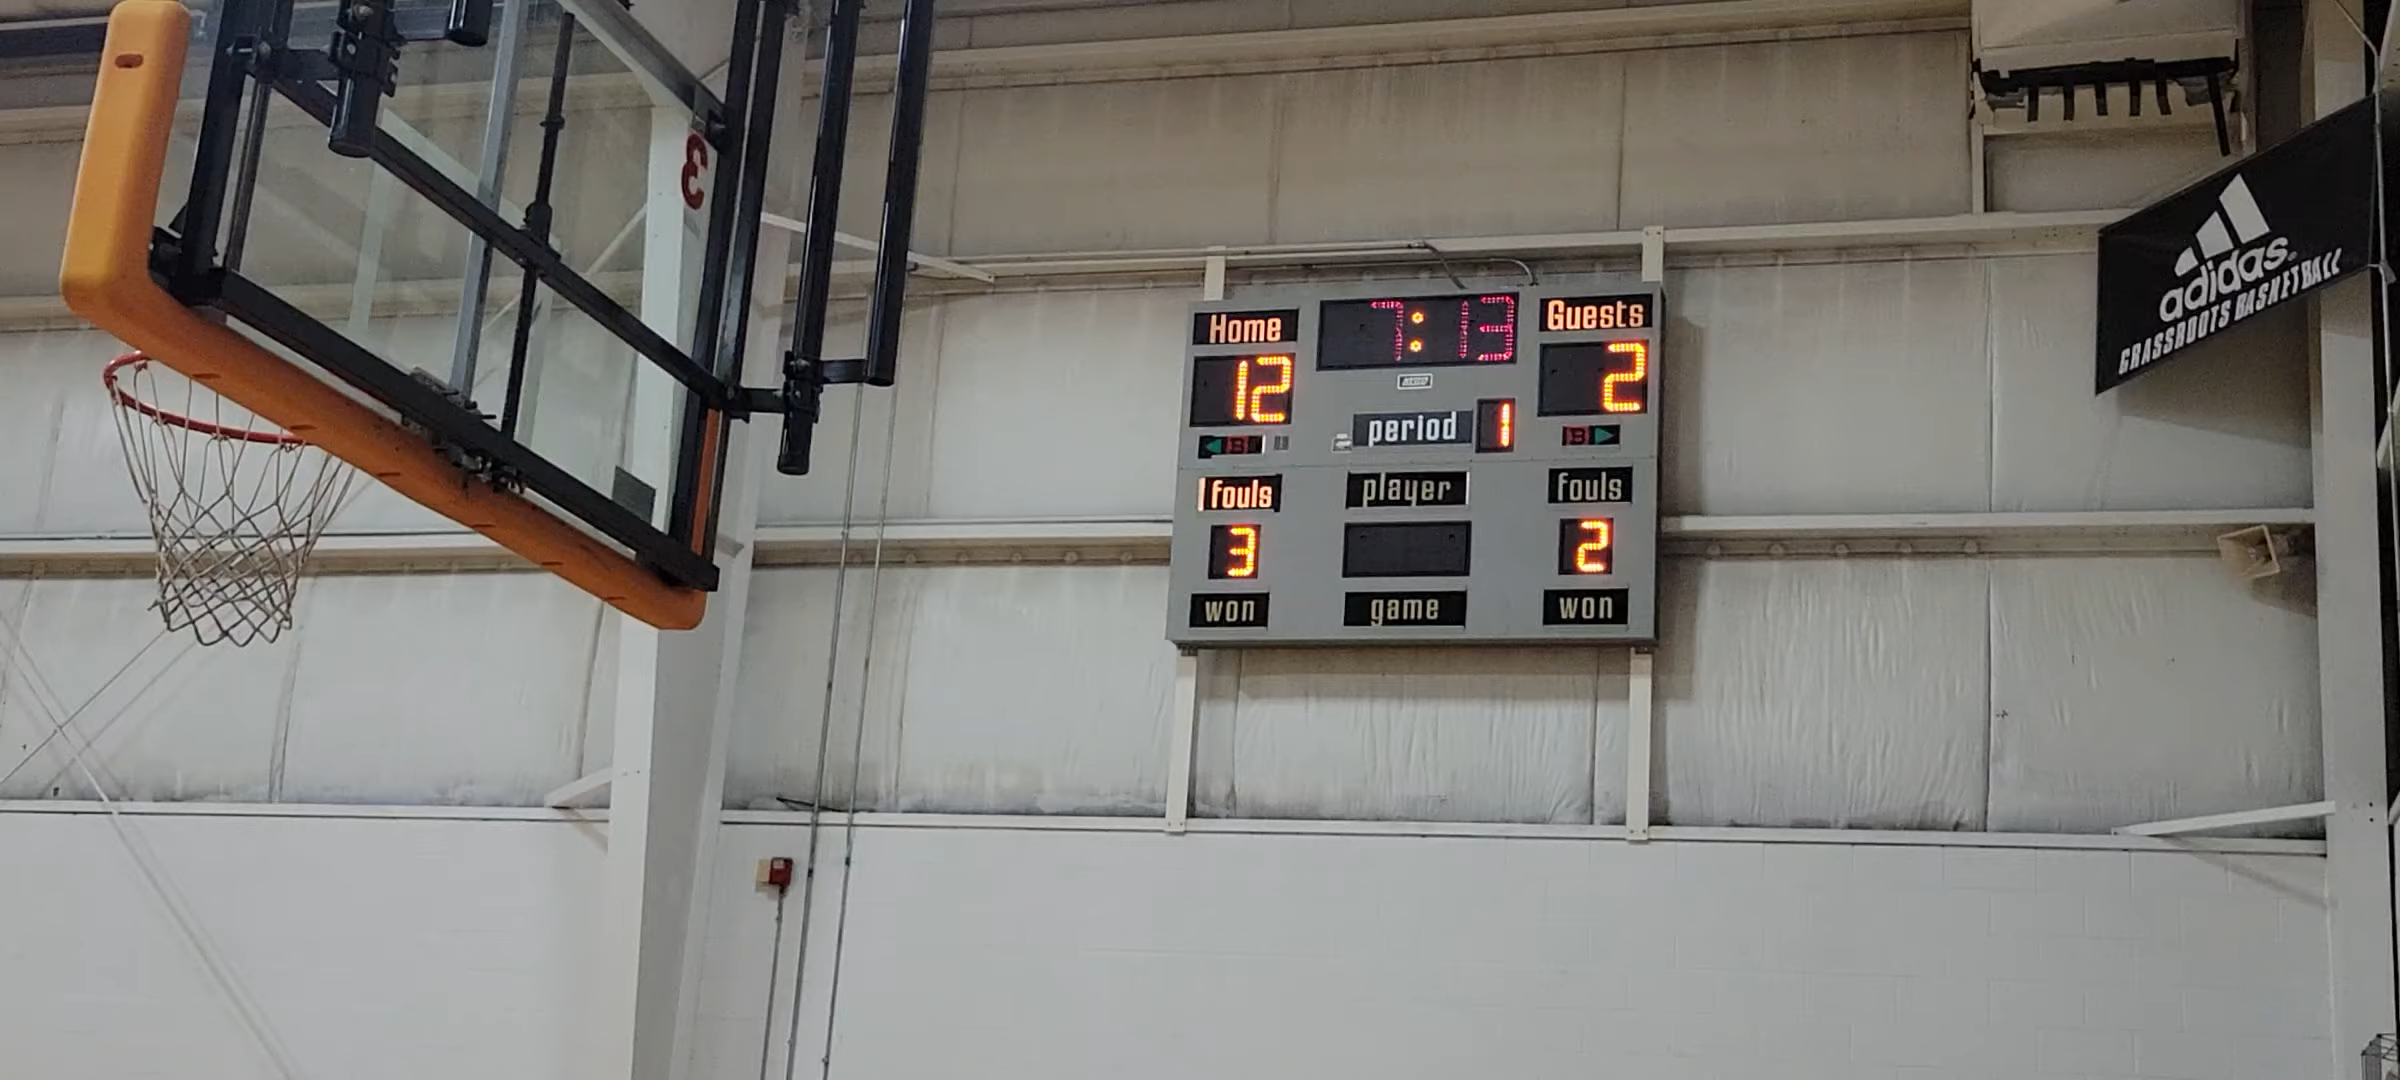 3
Home 7:13 Guests
12 2
period 1
B B
fouls player fouls
3 2
won game won
adidas
GRASSROOTS BASKETBALL